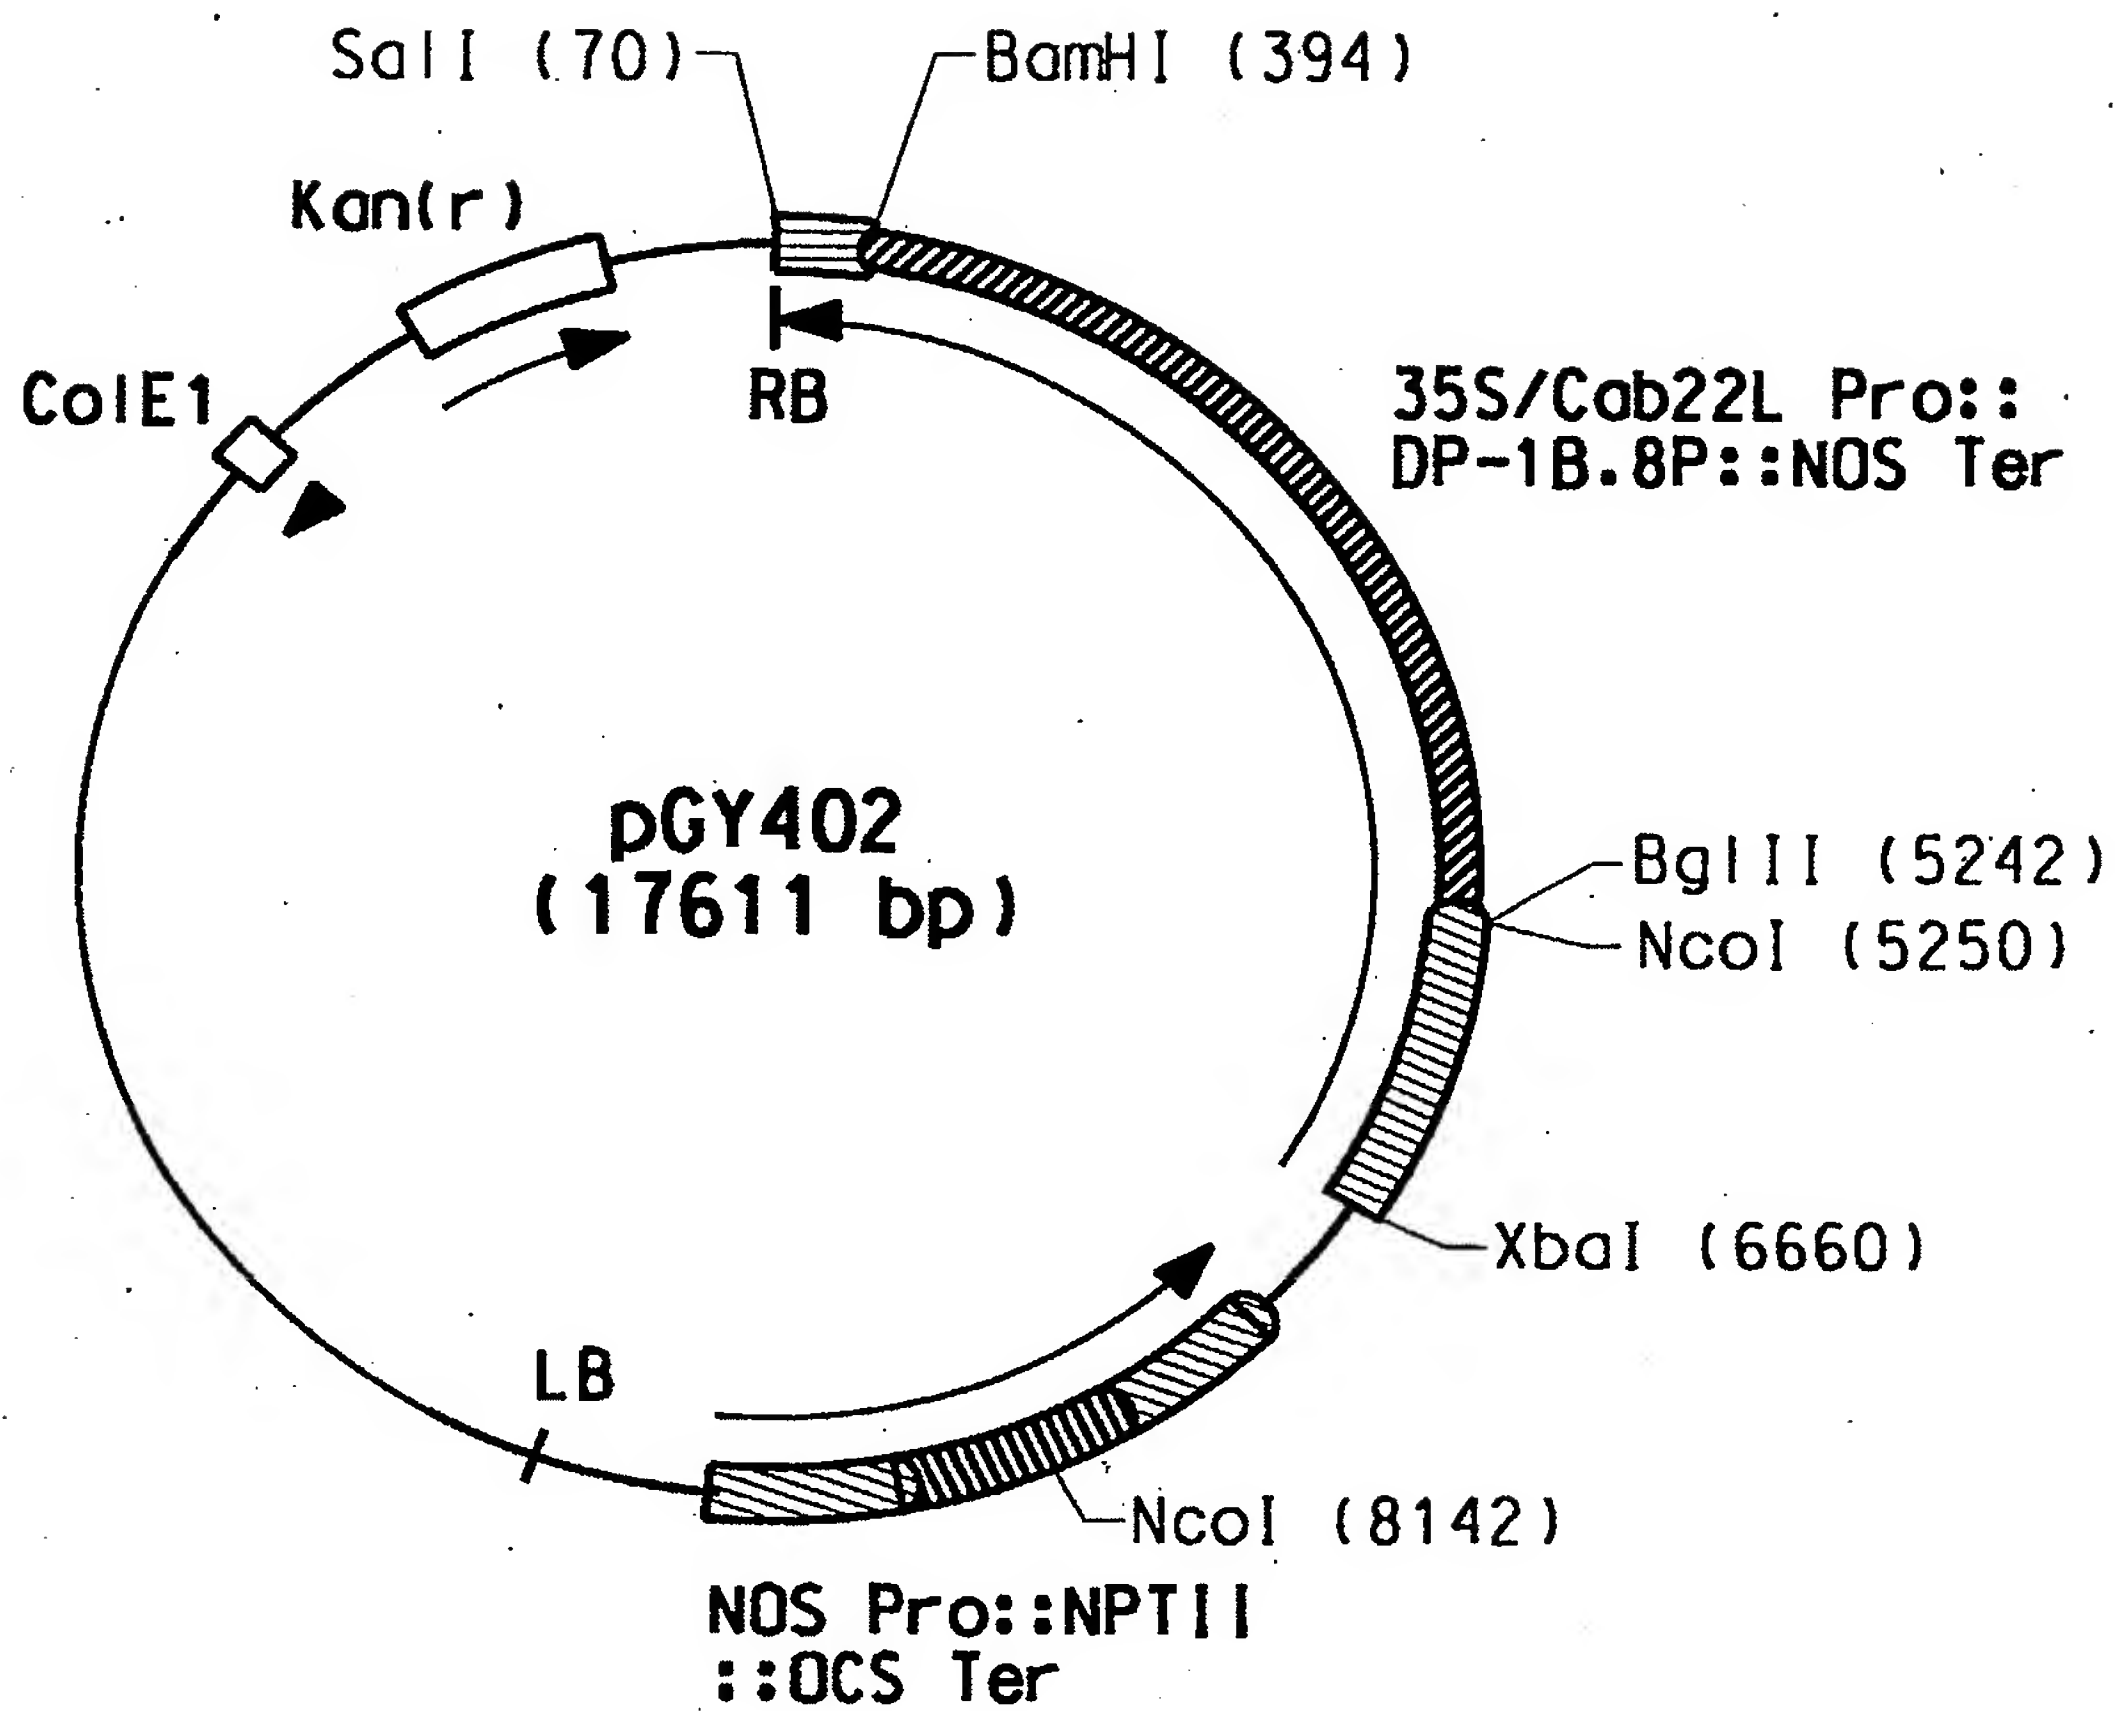 SalI (70)
BamHI (394)
Kan(r)
ColE1
RB
35S/Cab22L Pro::
DP-1B.8P::NOS Ter
pGY402
(17611 bp)
BglII (5242)
NcoI (5250)
XbaI (6660)
LB
NcoI (8142)
NOS Pro::NPTII
::OCS Ter